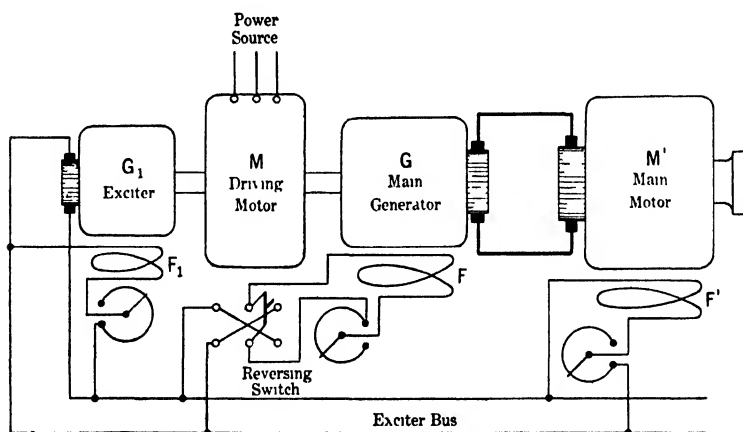 Power
Source
G₁
Exciter
M
Driving
Motor
G
Main
Generator
M'
Main
Motor
F₁
F
F'
Reversing
Switch
Exciter Bus